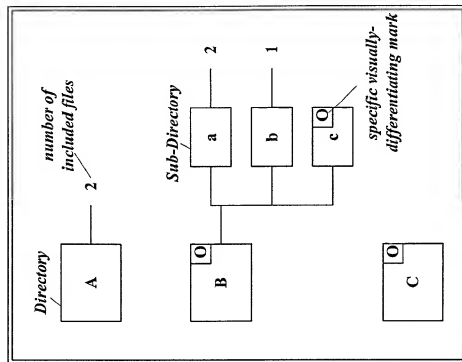 number of
included files
Directory
A
2
Sub-Directory
B
O
a
2
b
1
c
O
specific visually-
differentiating mark
C
O